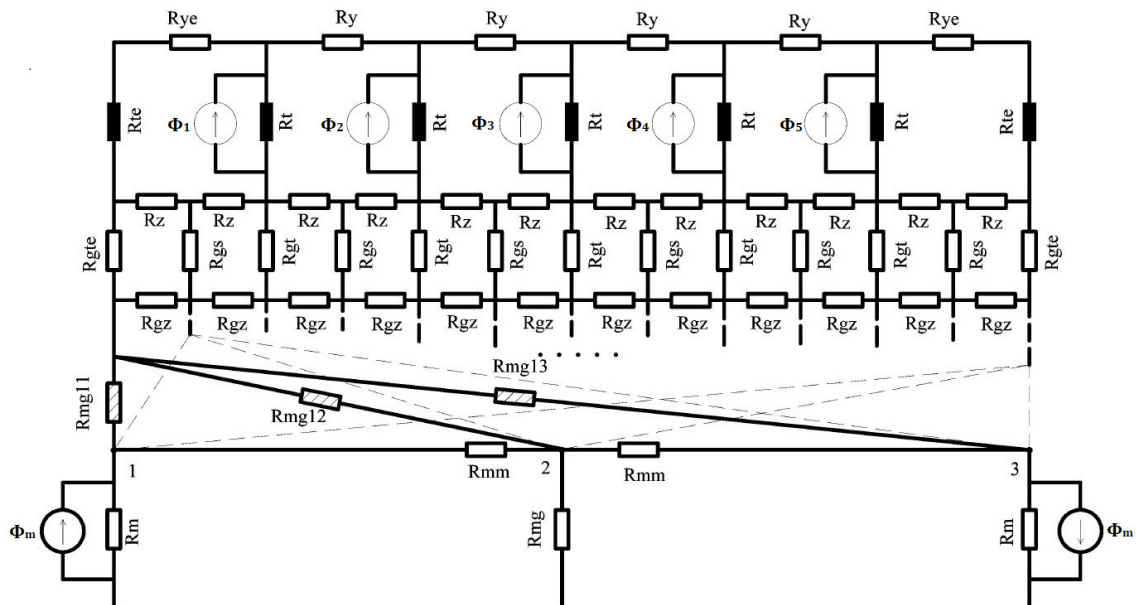 Rye Ry Ry Ry Ry Rye
Rte Φ1 Rt Φ2 Rt Φ3 Rt Φ4 Rt Φ5 Rt Rte
Rz Rz Rz Rz Rz Rz Rz Rz Rz Rz Rz Rz
Rgte Rgs Rgt Rgs Rgt Rgs Rgt Rgs Rgt Rgs Rgt Rgs Rgte
Rgz Rgz Rgz Rgz Rgz Rgz Rgz Rgz Rgz Rgz Rgz Rgz
Rmg13
Rmg11 Rmg12
1 Rmm 2 Rmm 3
Φm Rm Rmg Rm Φm